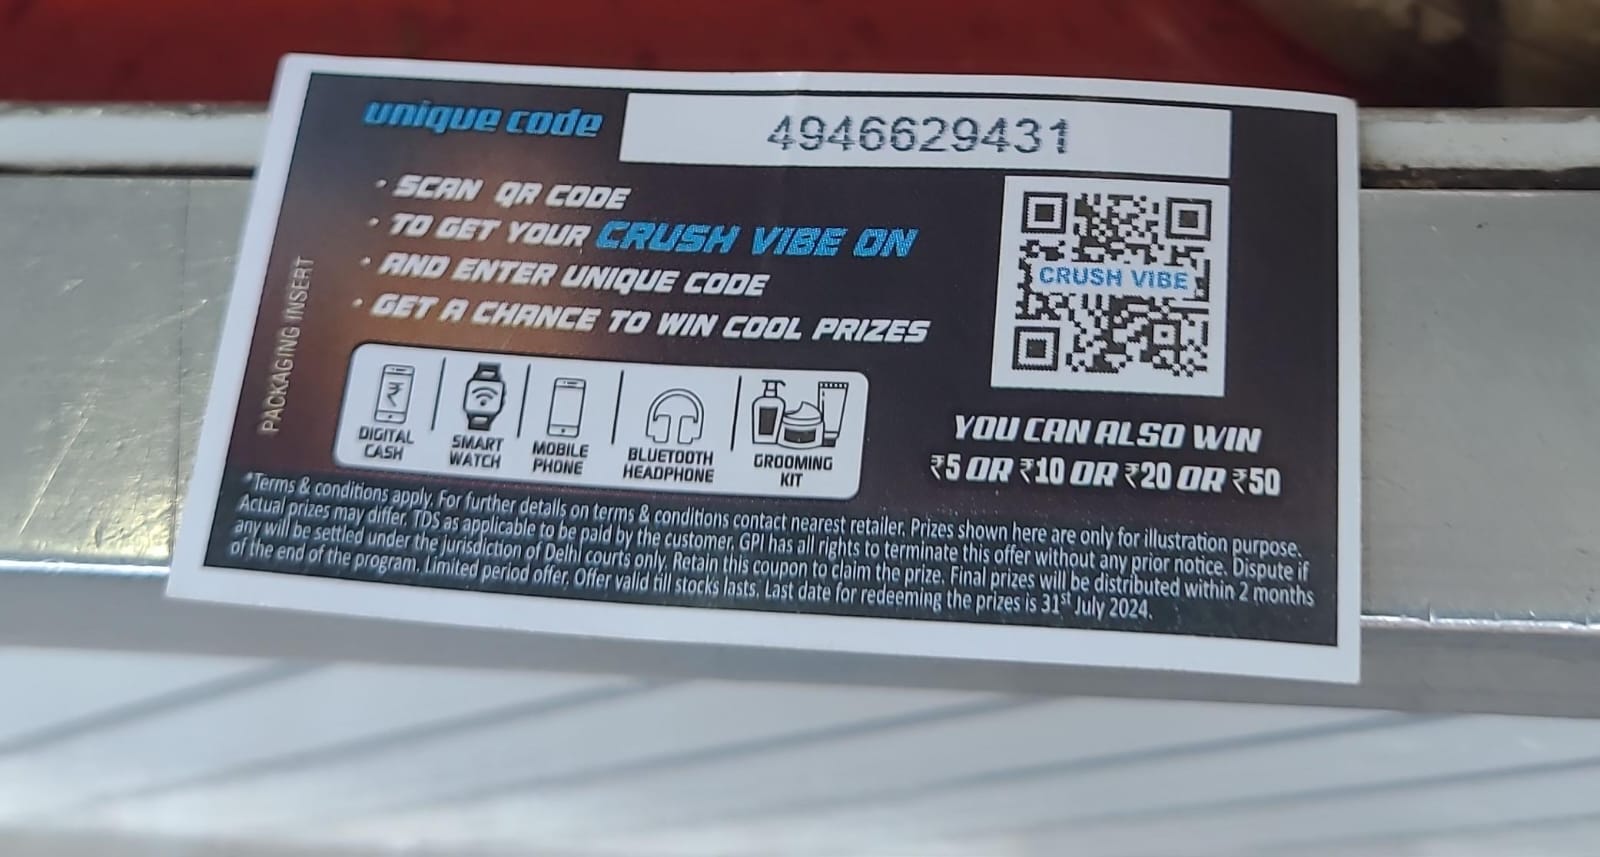 unique code 4946629431
· SCAN QR CODE
· TO GET YOUR CRUSH VIBE ON
· AND ENTER UNIQUE CODE
· GET A CHANCE TO WIN COOL PRIZES
CRUSH VIBE
PACKAGING INSERT
DIGITAL CASH
SMART WATCH
MOBILE PHONE
BLUETOOTH HEADPHONE
GROOMING KIT
YOU CAN ALSO WIN
₹5 OR ₹10 OR ₹20 OR ₹50
*Terms & conditions apply. For further details on terms & conditions contact nearest retailer. Prizes shown here are only for illustration purpose.
Actual prizes may differ. TDS as applicable to be paid by the customer. GPI has all rights to terminate this offer without any prior notice. Dispute if
any will be settled under the jurisdiction of Delhi courts only. Retain this coupon to claim the prize. Final prizes will be distributed within 2 months
of the end of the program. Limited period offer. Offer valid till stocks lasts. Last date for redeeming the prizes is 31st July 2024.